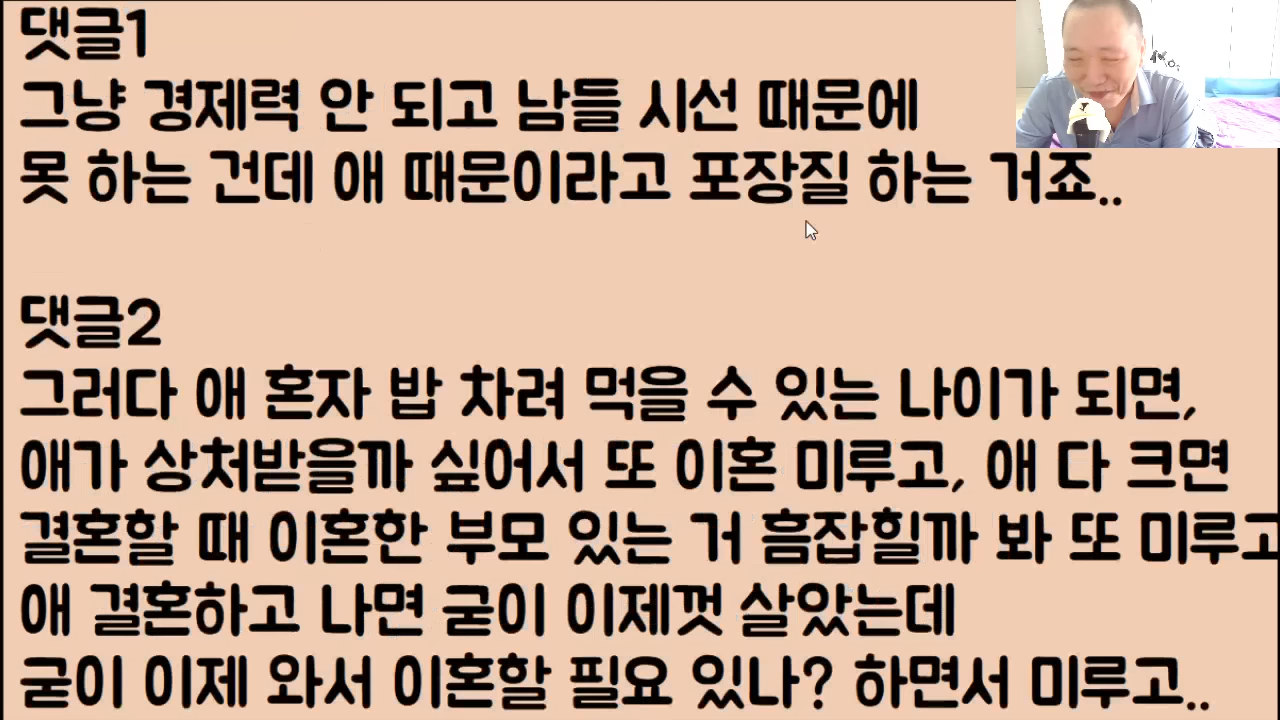 댓글1
그냥 경제력 안 되고 남들 시선 때문에
못 하는 건데 애 때문이라고 포장질 하는 거죠..
댓글2
그러다 애 혼자 밥 차려 먹을 수 있는 나이가 되면,
애가 상처받을까 싶어서 또 이혼 미루고, 애 다 크면
결혼할 때 이혼한 부모 있는 거 흠잡힐까 봐 또 미루고
애 결혼하고 나면 굳이 이제껏 살았는데
굳이 이제 와서 이혼할 필요 있나? 하면서 미루고..